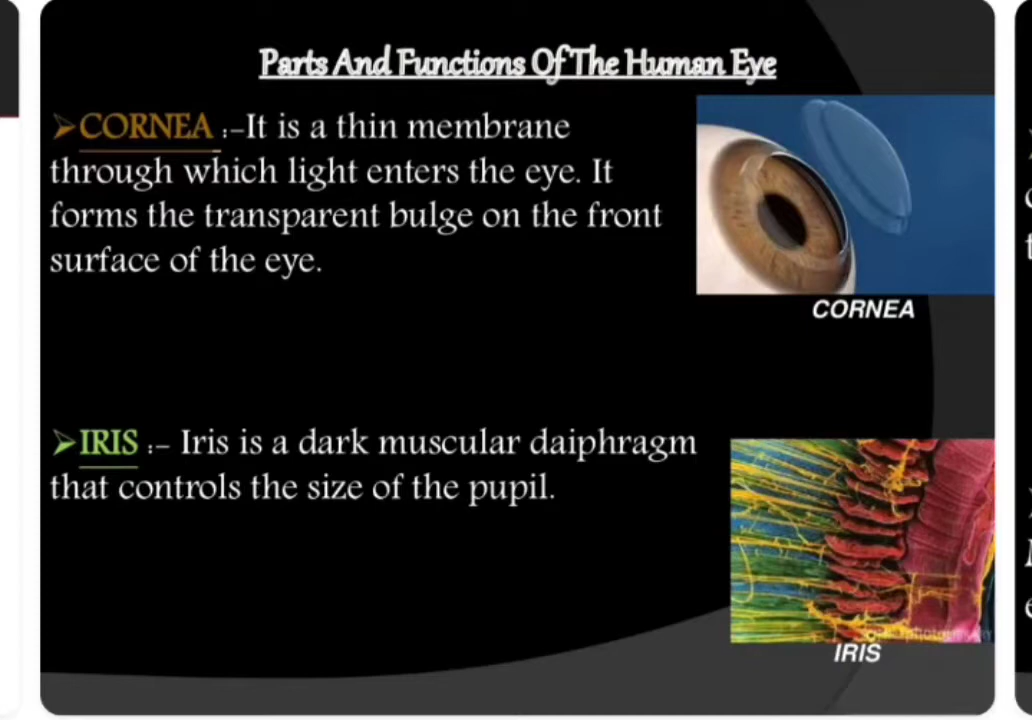 Parts And Functions Of The Human Eye
➢CORNEA :-It is a thin membrane
through which light enters the eye. It
forms the transparent bulge on the front
surface of the eye.
CORNEA
➢IRIS :- Iris is a dark muscular daiphragm
that controls the size of the pupil.
IRIS